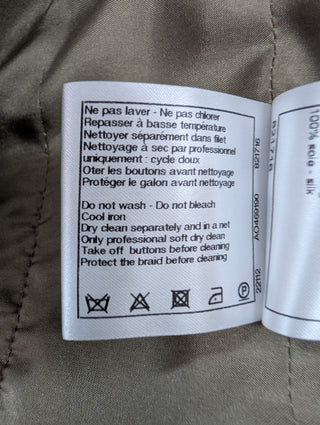 Ne pas laver - Ne pas chlorer
Repasser à basse température
Nettoyer séparément dans filet
Nettoyage à sec par professionnel
uniquement : cycle doux
Oter les boutons avant nettoyage
Protéger le galon avant nettoyage
Do not wash - Do not bleach
Cool iron
Dry clean separately and in a net
Only professional soft dry clean
Take off buttons before cleaning
Protect the braid before cleaning
P
22112 AO469190 821716
100% soie - silk